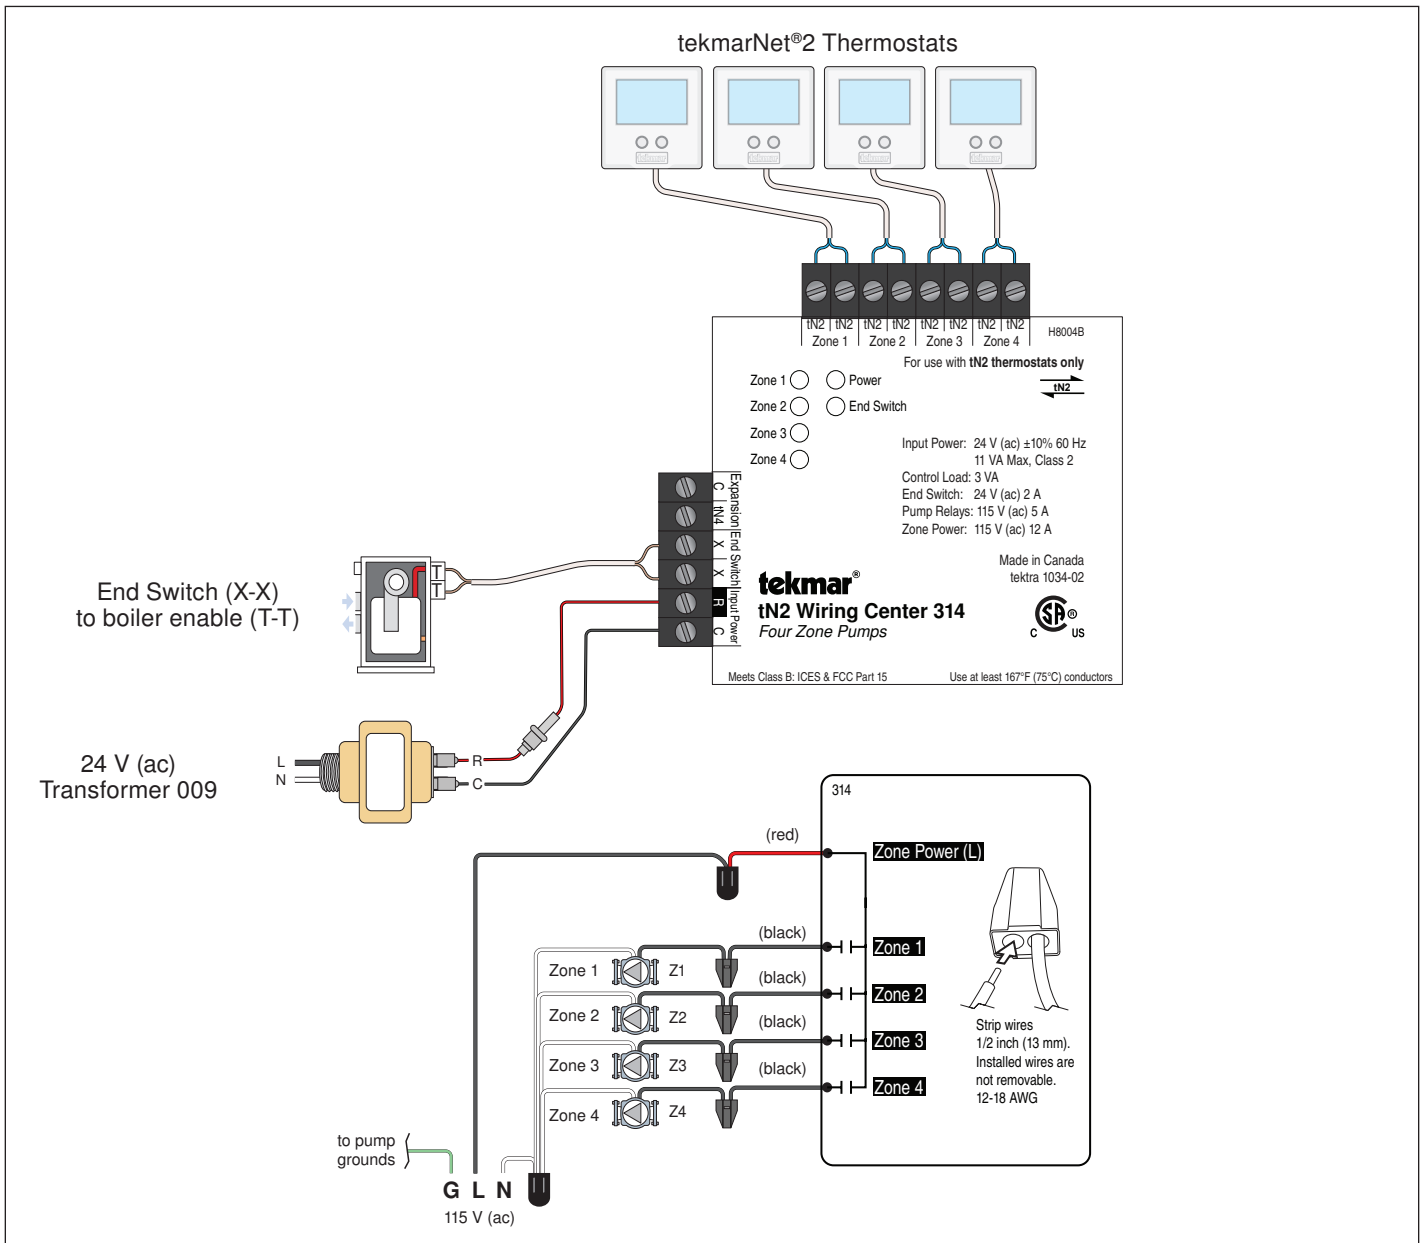 tekmarNet®2 Thermostats
tekmar
tekmar
tekmar
tekmar
tN2 tN2 tN2 tN2 tN2 tN2 tN2 tN2
Zone 1 Zone 2 Zone 3 Zone 4
H8004B
For use with tN2 thermostats only
tN2
Zone 1 Power
Zone 2 End Switch
Zone 3
Zone 4
Input Power: 24 V (ac) ±10% 60 Hz
11 VA Max, Class 2
Control Load: 3 VA
End Switch: 24 V (ac) 2 A
Pump Relays: 115 V (ac) 5 A
Zone Power: 115 V (ac) 12 A
Expansion
C
tN4
End Switch
X
X
Input Power
R
C
Made in Canada
tektra 1034-02
tekmar®
tN2 Wiring Center 314
Four Zone Pumps
C SA ® US
Meets Class B: ICES & FCC Part 15
Use at least 167°F (75°C) conductors
End Switch (X-X)
to boiler enable (T-T)
T
T
24 V (ac)
Transformer 009
L
N
R
C
314
(red)
Zone Power (L)
(black)
Zone 1 Z1 Zone 1
(black)
Zone 2 Z2 Zone 2
(black)
Zone 3 Z3 Zone 3
(black)
Zone 4 Z4 Zone 4
Strip wires
1/2 inch (13 mm).
Installed wires are
not removable.
12-18 AWG
to pump
grounds
G L N
115 V (ac)